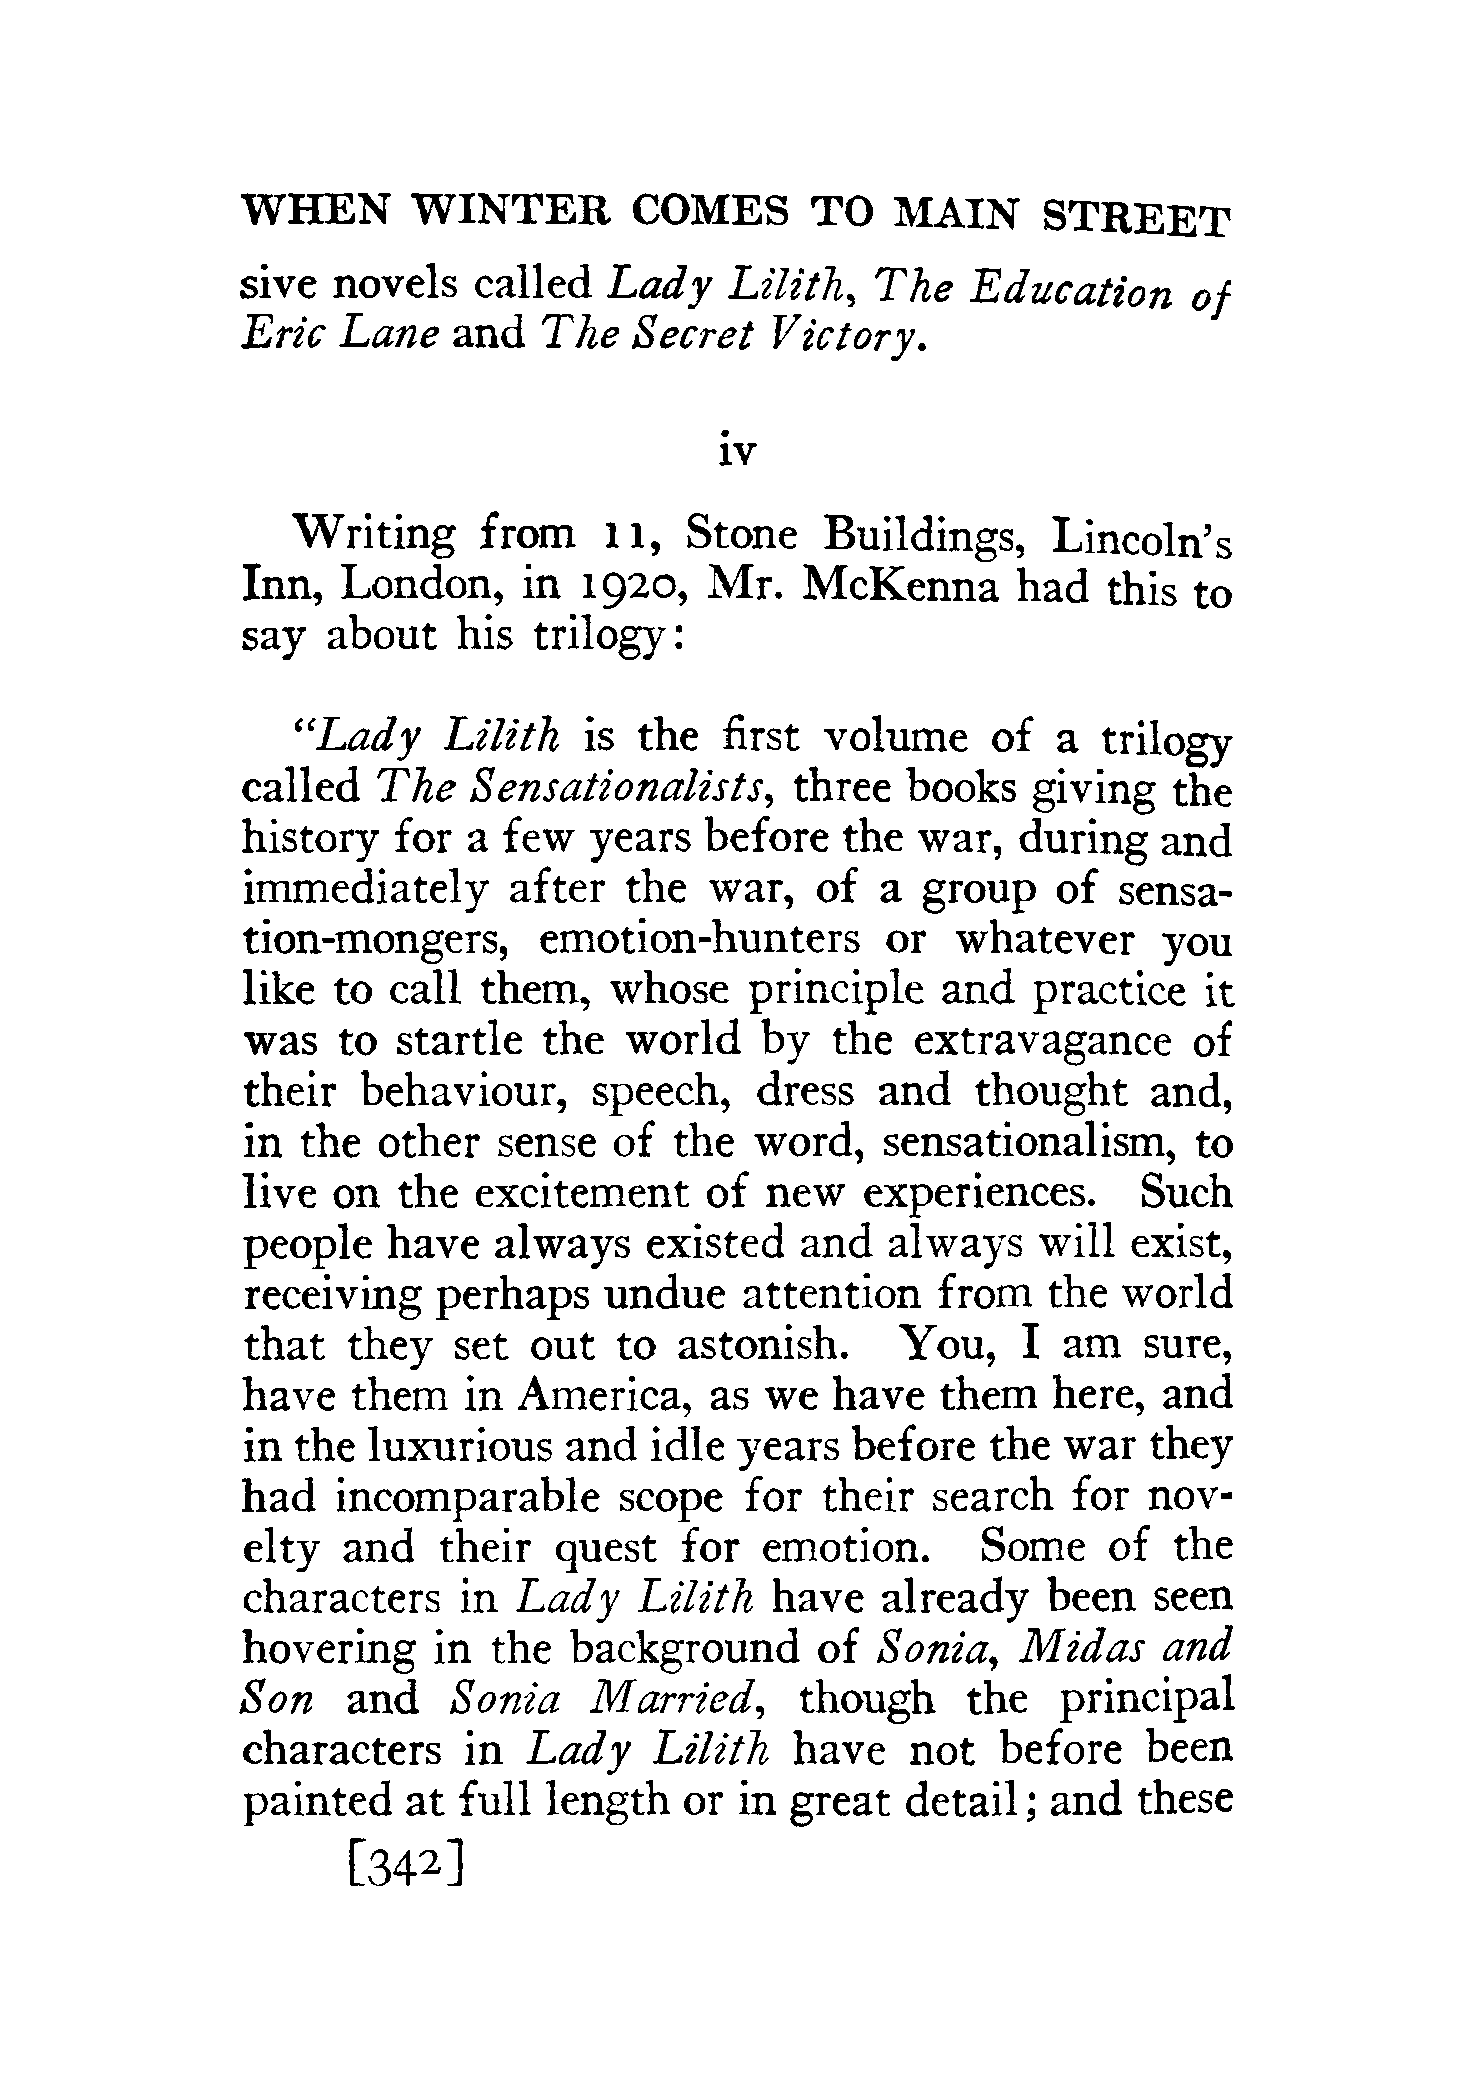 WHEN WINTER COMES TO MAIN STREET
sive novels called Lady Lilith, The Education of
Eric Lane and The Secret Victory.
iv
Writing from 11, Stone Buildings, Lincoln's
Inn, London, in 1920, Mr. McKenna had this to
say about his trilogy:
"Lady Lilith is the first volume of a trilogy
called The Sensationalists, three books giving the
history for a few years before the war, during and
immediately after the war, of a group of sensa-
tion-mongers, emotion-hunters or whatever you
like to call them, whose principle and practice it
was to startle the world by the extravagance of
their behaviour, speech, dress and thought and,
in the other sense of the word, sensationalism, to
live on the excitement of new experiences. Such
people have always existed and always will exist,
receiving perhaps undue attention from the world
that they set out to astonish. You, I am sure,
have them in America, as we have them here, and
in the luxurious and idle years before the war they
had incomparable scope for their search for nov-
elty and their quest for emotion. Some of the
characters in Lady Lilith have already been seen
hovering in the background of Sonia, Midas and
Son and Sonia Married, though the principal
characters in Lady Lilith have not before been
painted at full length or in great detail; and these
[342]